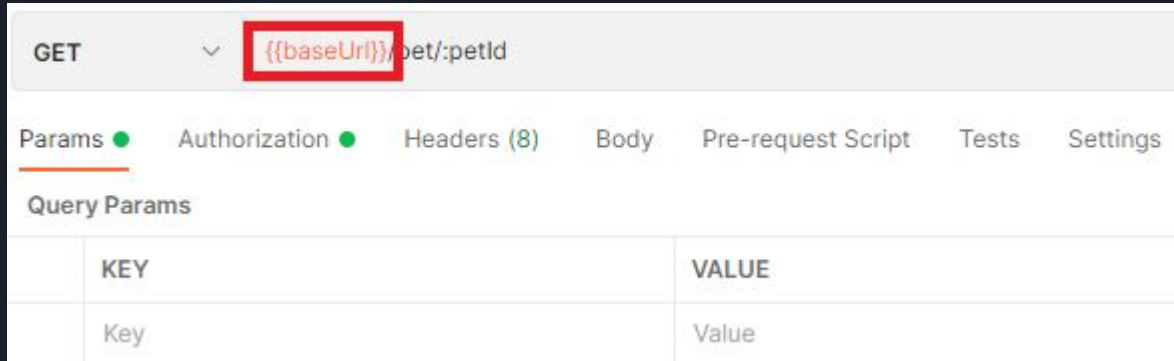 GET {{baseUrl}}/pet/:petId
Params Authorization Headers (8) Body Pre-request Script Tests Settings
Query Params
KEY VALUE
Key Value